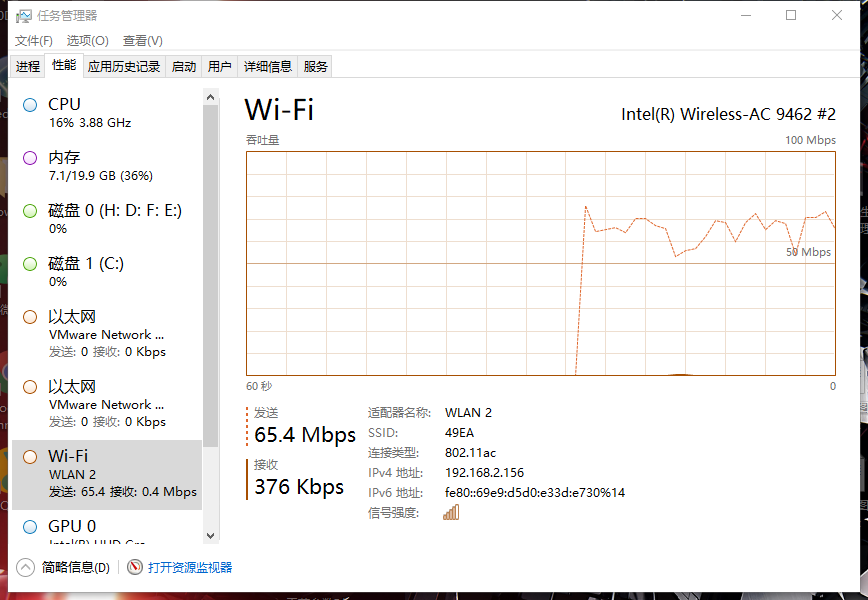 任务管理器
文件(F) 选项(O) 查看(V)
进程 性能 应用历史记录 启动 用户 详细信息 服务
CPU
16% 3.88 GHz
内存
7.1/19.9 GB (36%)
磁盘 0 (H: D: F: E:)
0%
磁盘 1 (C:)
0%
以太网
VMware Network ...
发送: 0 接收: 0 Kbps
以太网
VMware Network ...
发送: 0 接收: 0 Kbps
Wi-Fi
WLAN 2
发送: 65.4 接收: 0.4 Mbps
GPU 0
Wi-Fi
Intel(R) Wireless-AC 9462 #2
吞吐量 100 Mbps
50 Mbps
60 秒 0
发送
65.4 Mbps
接收
376 Kbps
适配器名称: WLAN 2
SSID: 49EA
连接类型: 802.11ac
IPv4 地址: 192.168.2.156
IPv6 地址: fe80::69e9:d5d0:e33d:e730%14
信号强度:
简略信息(D) 打开资源监视器